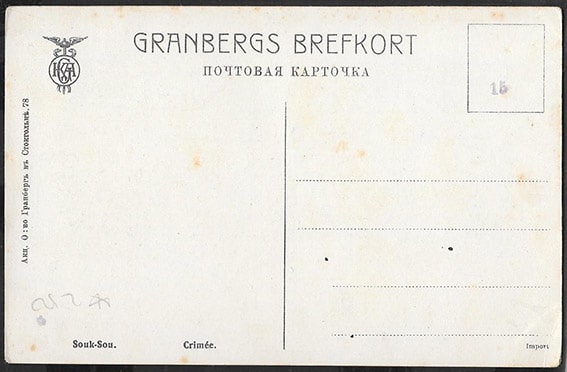 GRANBERGS BREFKORT
ПОЧТОВАЯ КАРТОЧКА
15
Акц. О:во Гранбергъ въ Стокгольмѣ, 78
Souk-Sou. Crimée.
Import